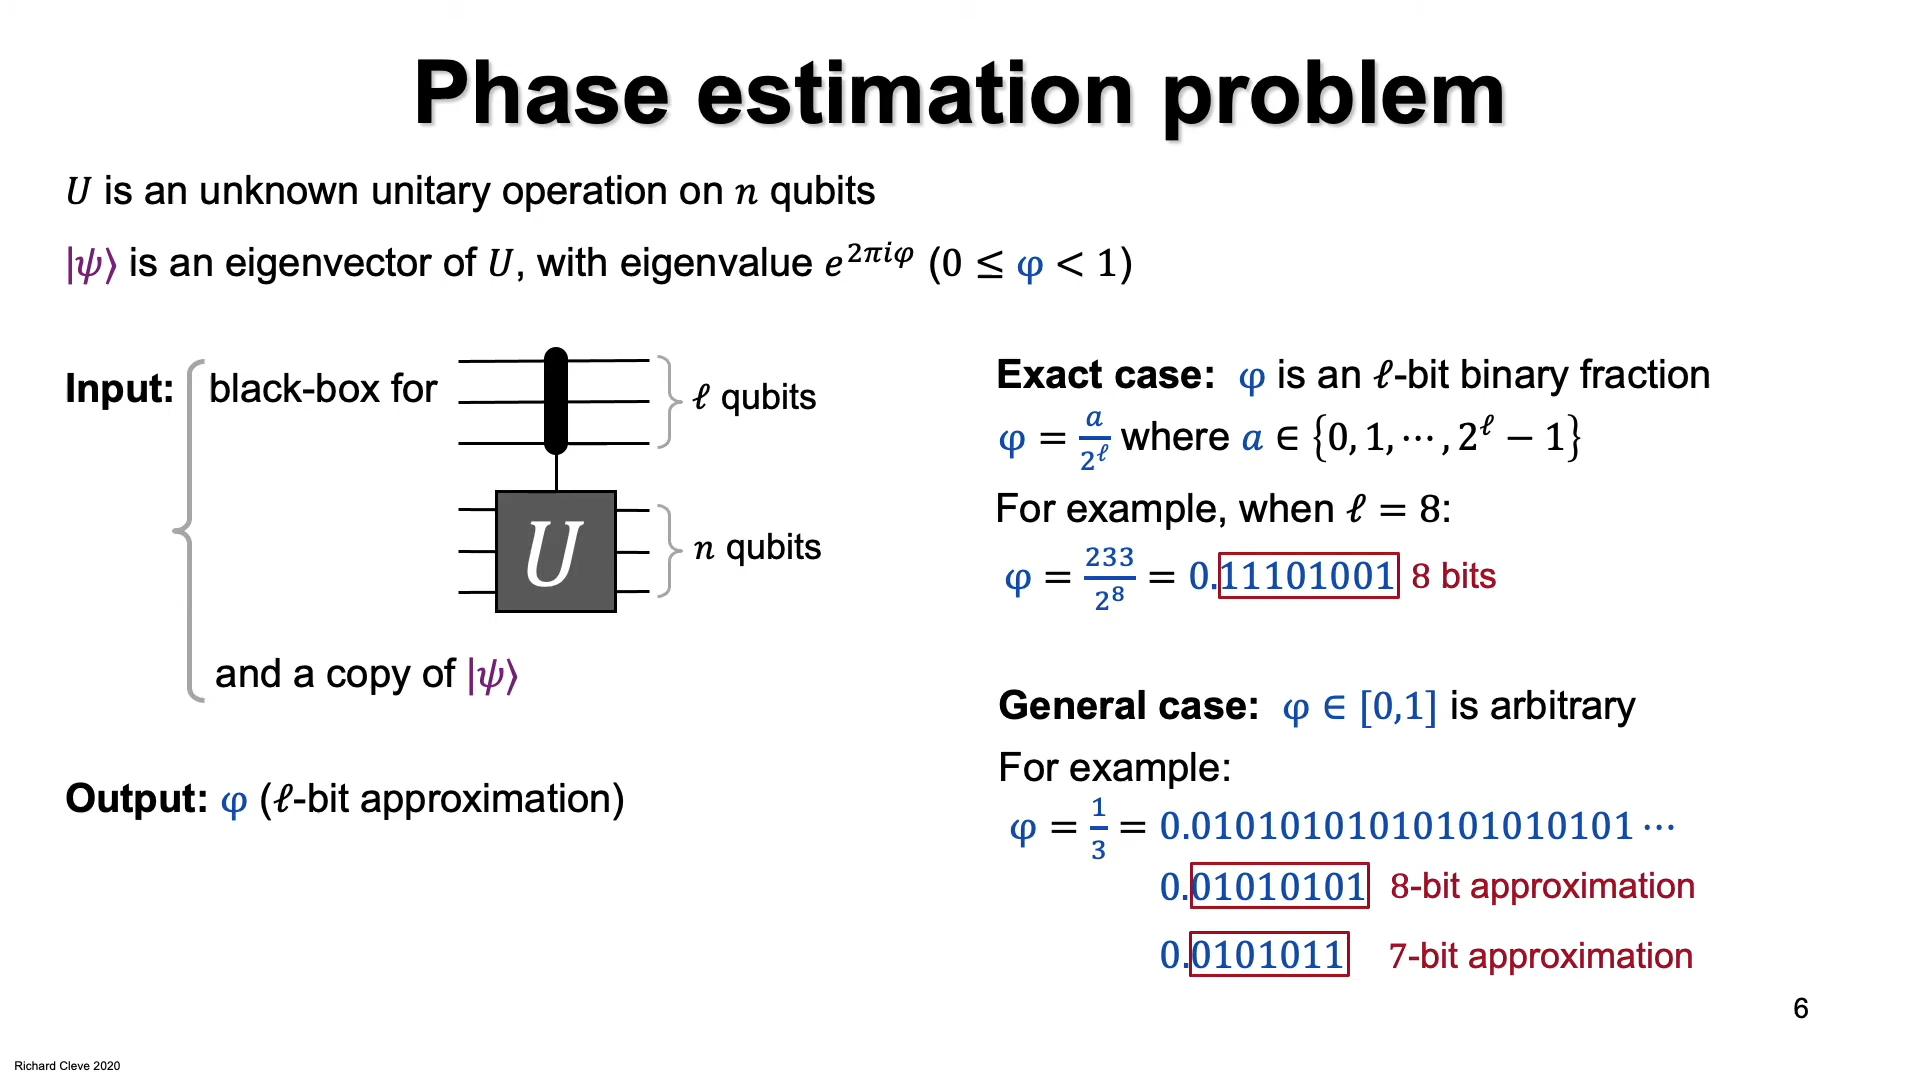 Phase estimation problem
U is an unknown unitary operation on n qubits
|ψ⟩ is an eigenvector of U, with eigenvalue e^{2πiφ} (0 ≤ φ < 1)
Input:
black-box for
ℓ qubits
U
n qubits
and a copy of |ψ⟩
Output: φ (ℓ-bit approximation)
Exact case: φ is an ℓ-bit binary fraction
φ = a/2^ℓ where a ∈ {0, 1, ⋯ , 2^ℓ − 1}
For example, when ℓ = 8:
φ = 233/2^8 = 0.11101001 8 bits
General case: φ ∈ [0,1] is arbitrary
For example:
φ = 1/3 = 0.01010101010101010101 ⋯
0.01010101 8-bit approximation
0.0101011 7-bit approximation
6
Richard Cleve 2020